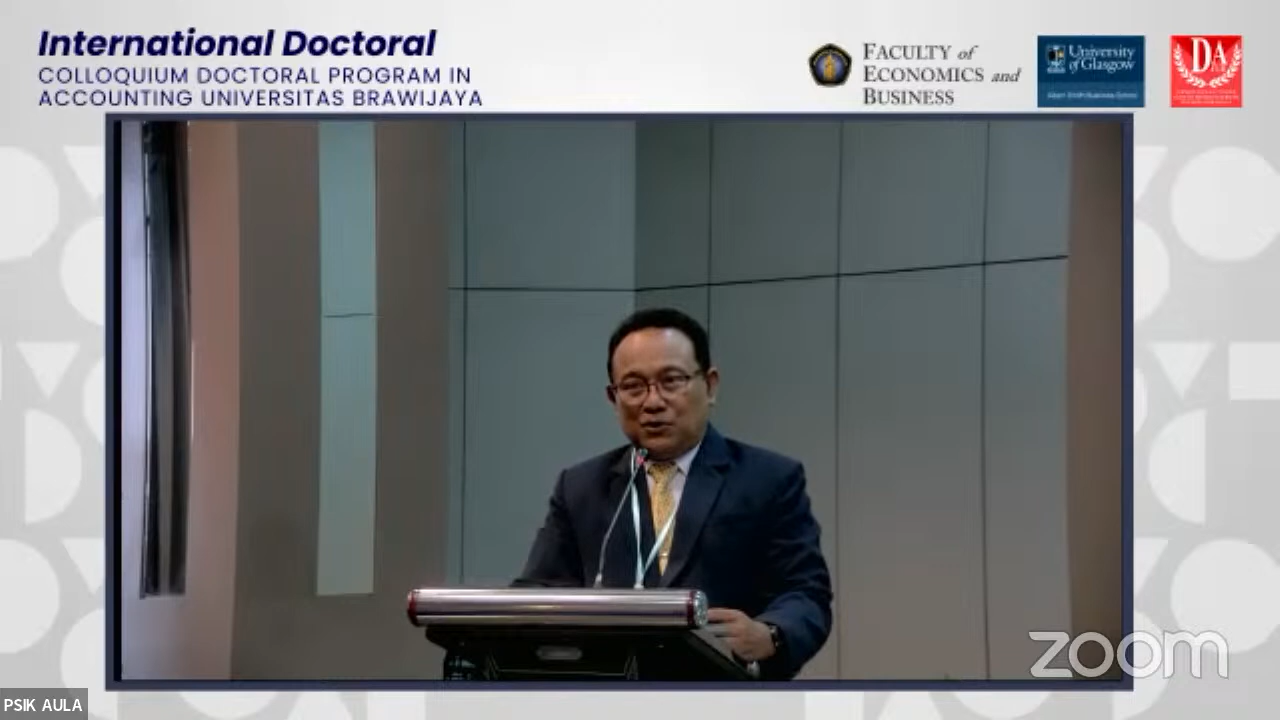 International Doctoral
COLLOQUIUM DOCTORAL PROGRAM IN
ACCOUNTING UNIVERSITAS BRAWIJAYA
FACULTY of
ECONOMICS and
BUSINESS
University
of Glasgow
DA
zoom
PSIK AULA